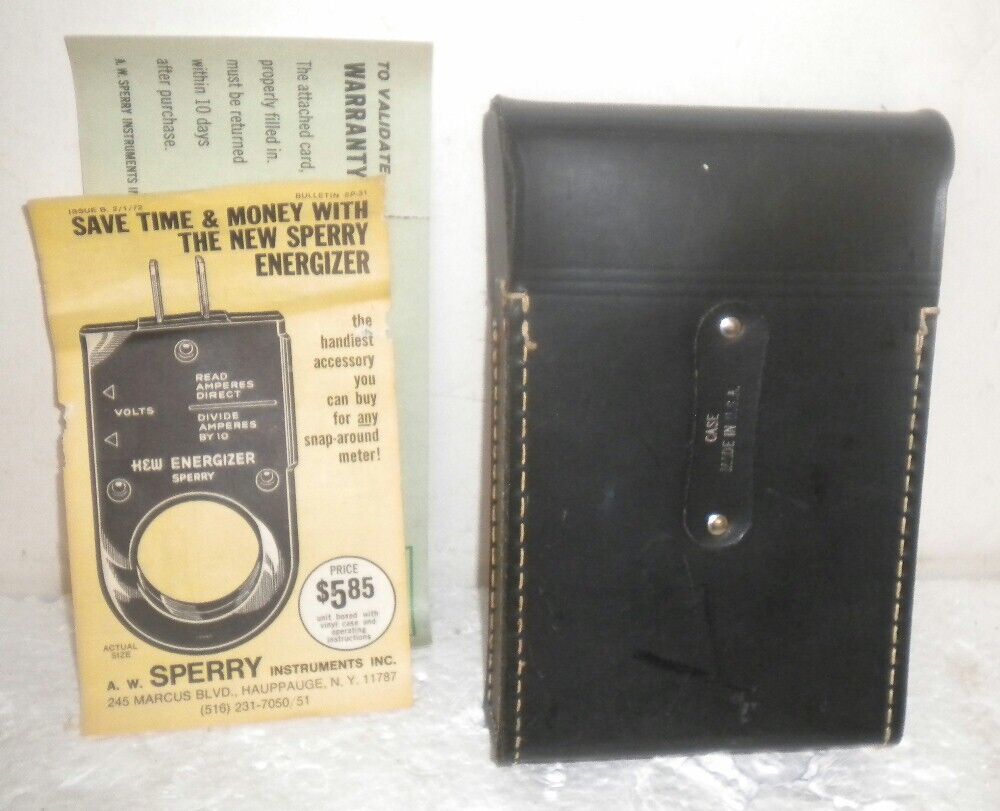 TO VALIDATE
WARRANTY
The attached card,
properly filled in.
must be returned
within 10 days
after purchase.
A. W. SPERRY INSTRUMENTS
ISSUE B. 2/1/72
BULLETIN SP-31
SAVE TIME & MONEY WITH
THE NEW SPERRY
ENERGIZER
the
handiest
accessory
you
can buy
for any
snap-around
meter!
READ
AMPERES
DIRECT
VOLTS
DIVIDE
AMPERES
BY 10
NEW ENERGIZER
SPERRY
PRICE
$5.85
unit boxed with
vinyl case and
operating
instructions
ACTUAL
SIZE
A. W. SPERRY INSTRUMENTS INC.
245 MARCUS BLVD., HAUPPAUGE, N. Y. 11787
(516) 231-7050, 51
CASE
MADE IN U.S.A.